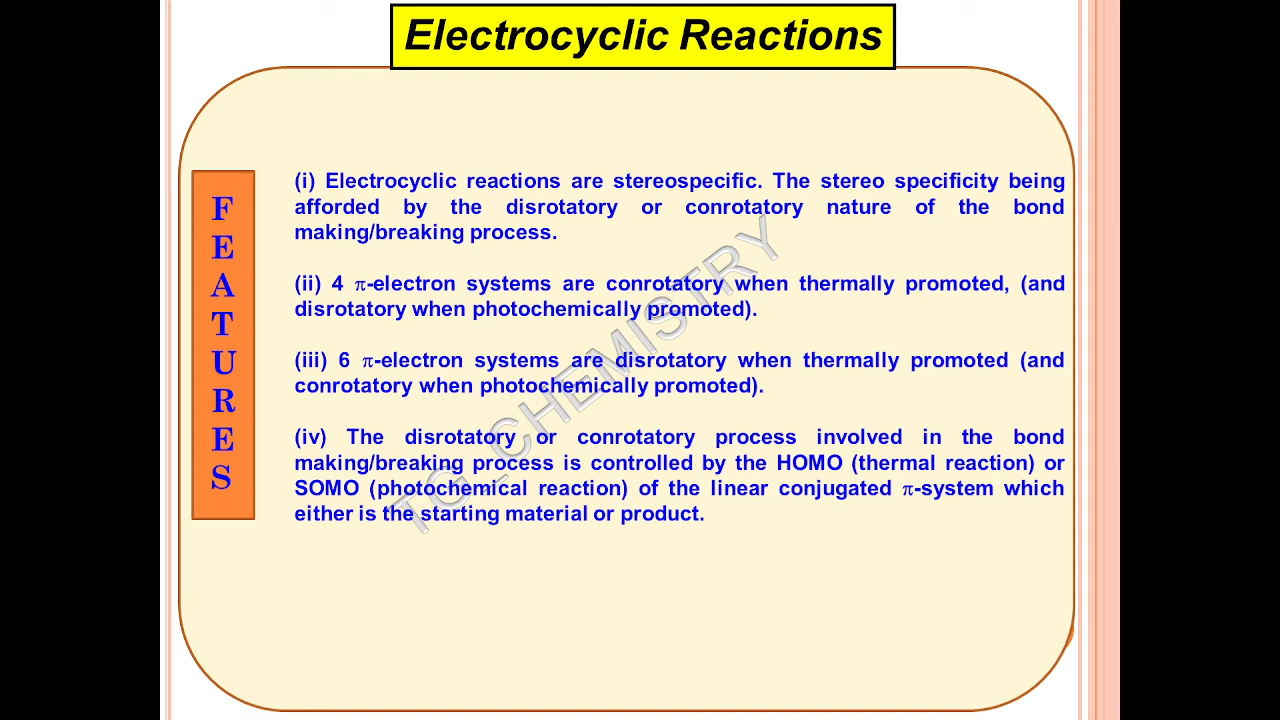 Electrocyclic Reactions
F
E
A
T
U
R
E
S
(i) Electrocyclic reactions are stereospecific. The stereo specificity being
afforded by the disrotatory or conrotatory nature of the bond
making/breaking process.
(ii) 4 π-electron systems are conrotatory when thermally promoted, (and
disrotatory when photochemically promoted).
(iii) 6 π-electron systems are disrotatory when thermally promoted (and
conrotatory when photochemically promoted).
(iv) The disrotatory or conrotatory process involved in the bond
making/breaking process is controlled by the HOMO (thermal reaction) or
SOMO (photochemical reaction) of the linear conjugated π-system which
either is the starting material or product.
TG_CHEMISTRY